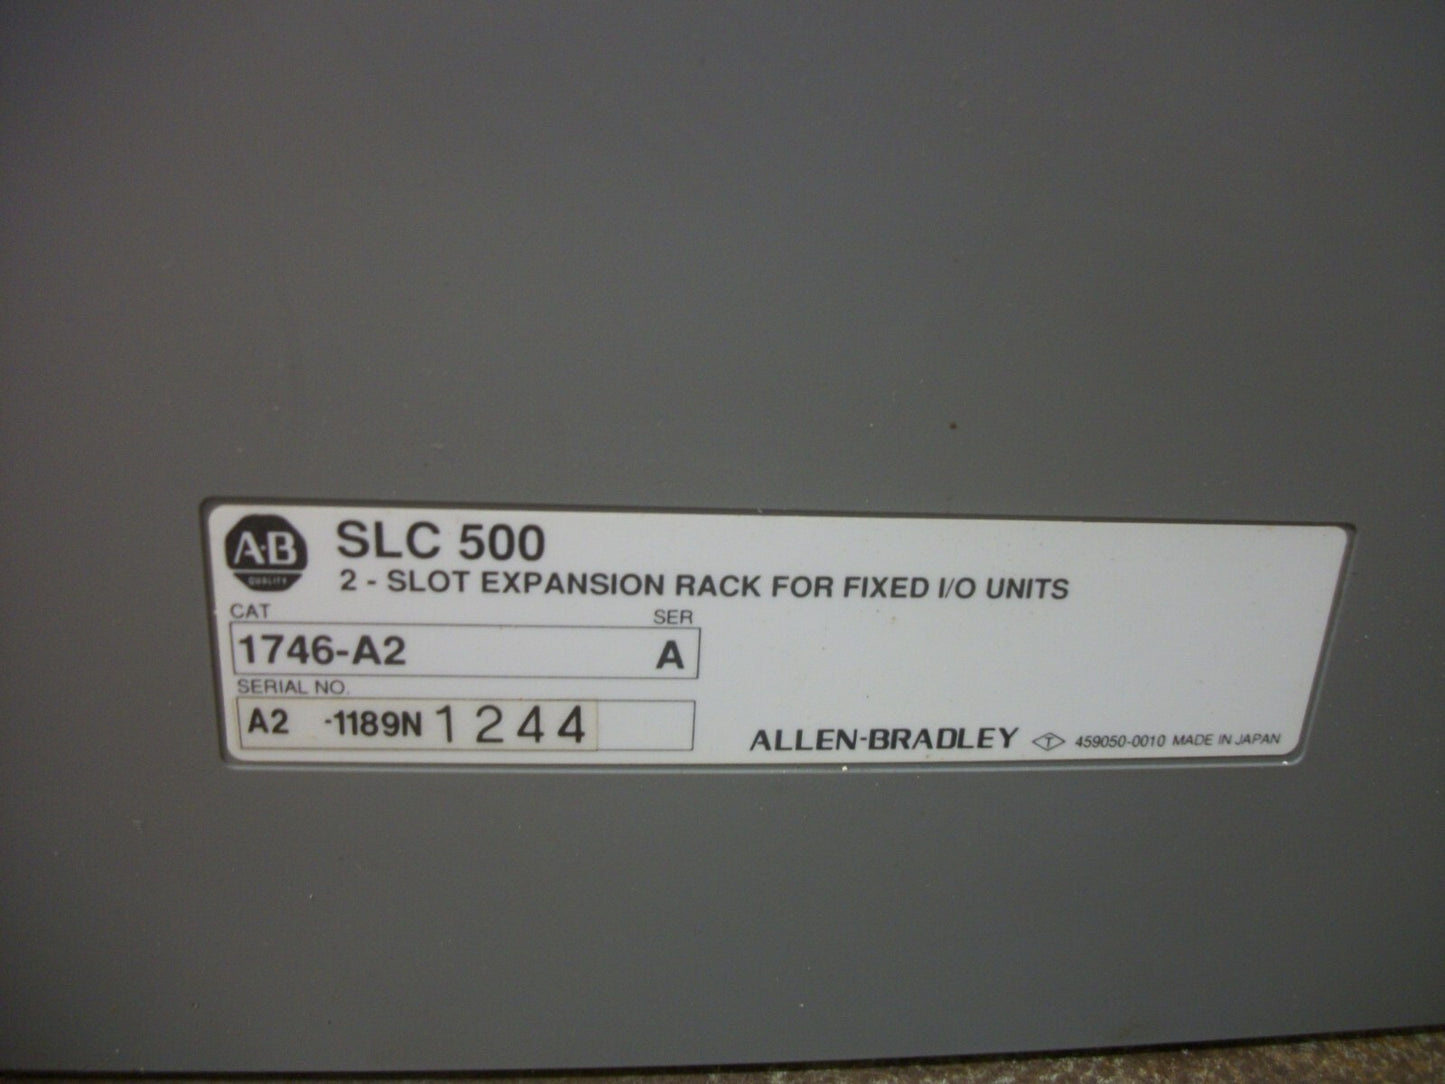 A·B
QUALITY
SLC 500
2 - SLOT EXPANSION RACK FOR FIXED I/O UNITS
CAT SER
1746-A2 A
SERIAL NO.
A2 -1189N 1244
ALLEN-BRADLEY T 459050-0010 MADE IN JAPAN